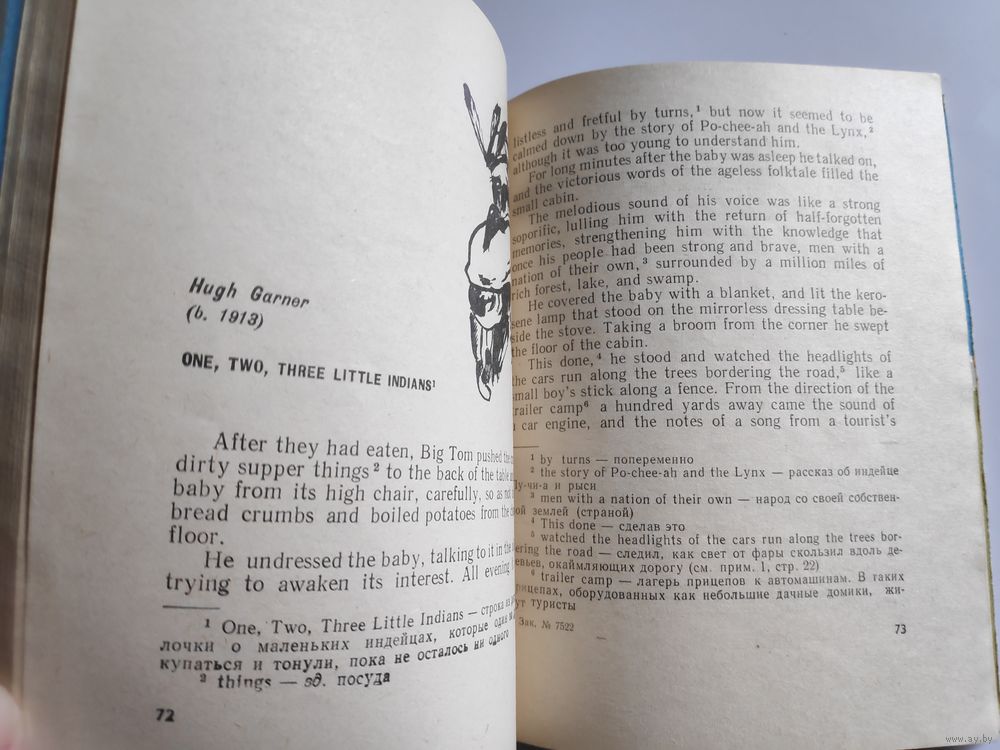 Hugh Garner
(b. 1913)
ONE, TWO, THREE LITTLE INDIANS¹
After they had eaten, Big Tom pushed the
dirty supper things² to the back of the table
baby from its high chair, carefully, so as not
bread crumbs and boiled potatoes from the
floor.
He undressed the baby, talking to it in the
trying to awaken its interest. All evening
¹ One, Two, Three Little Indians — строка из
лочки о маленьких индейцах, которые один
купаться и тонули, пока не осталось ни одного
² things — зд. посуда
72
listless and fretful by turns,¹ but now it seemed to be
calmed down by the story of Po-chee-ah and the Lynx,²
although it was too young to understand him.
For long minutes after the baby was asleep he talked on,
and the victorious words of the ageless folktale filled the
small cabin.
The melodious sound of his voice was like a strong
soporific, lulling him with the return of half-forgotten
memories, strengthening him with the knowledge that
once his people had been strong and brave, men with a
nation of their own,³ surrounded by a million miles of
rich forest, lake, and swamp.
He covered the baby with a blanket, and lit the kero-
sene lamp that stood on the mirrorless dressing table be-
side the stove. Taking a broom from the corner he swept
the floor of the cabin.
This done,⁴ he stood and watched the headlights of
the cars run along the trees bordering the road,⁵ like a
small boy's stick along a fence. From the direction of the
trailer camp⁶ a hundred yards away came the sound of
a car engine, and the notes of a song from a tourist's
¹ by turns — попеременно
² the story of Po-chee-ah and the Lynx — рассказ об индейце
По-чи-а и рыси
³ men with a nation of their own — народ со своей собствен-
ной землей (страной)
⁴ This done — сделав это
⁵ watched the headlights of the cars run along the trees bor-
dering the road — следил, как свет от фары скользил вдоль де-
ревьев, окаймляющих дорогу (см. прим. 1, стр. 22)
⁶ trailer camp — лагерь прицепов к автомашинам. В таких
прицепах, оборудованных как небольшие дачные домики, жи-
вут туристы
Зак. № 7522
73
www.ay.by